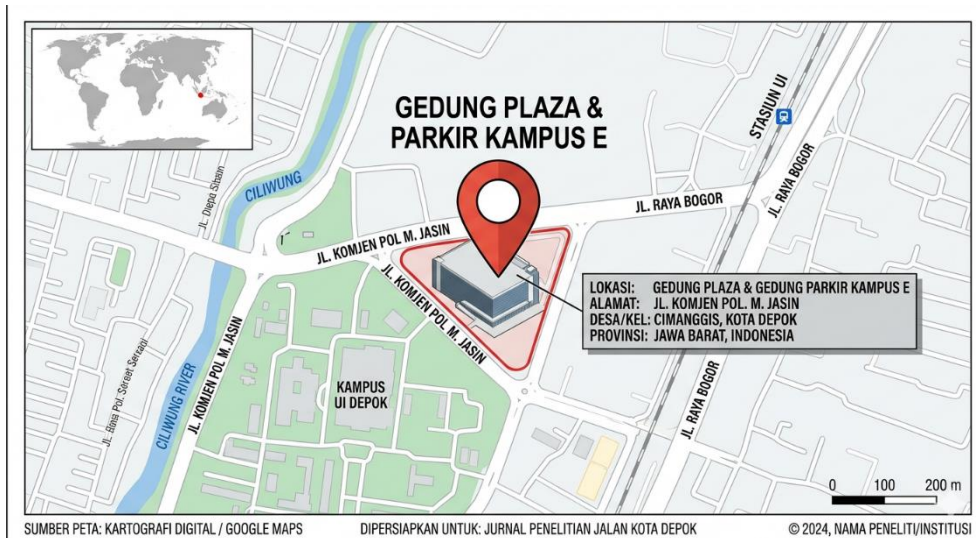 GEDUNG PLAZA &
PARKIR KAMPUS E
CILIWUNG
STASIUN UI
JL. RAYA BOGOR
JL. RAYA BOGOR
JL. KOMJEN POL M. JASIN
JL. KOMJEN POL M. JASIN
LOKASI: GEDUNG PLAZA & GEDUNG PARKIR KAMPUS E
ALAMAT: JL. KOMJEN POL. M. JASIN
DESA/KEL: CIMANGGIS, KOTA DEPOK
PROVINSI: JAWA BARAT, INDONESIA
JL. KOMJEN POL M. JASIN
CILIWUNG RIVER
KAMPUS
UI DEPOK
JL. RAYA BOGOR
0 100 200 m
SUMBER PETA: KARTOGRAFI DIGITAL / GOOGLE MAPS
DIPERSIAPKAN UNTUK: JURNAL PENELITIAN JALAN KOTA DEPOK
© 2024, NAMA PENELITI/INSTITUSI